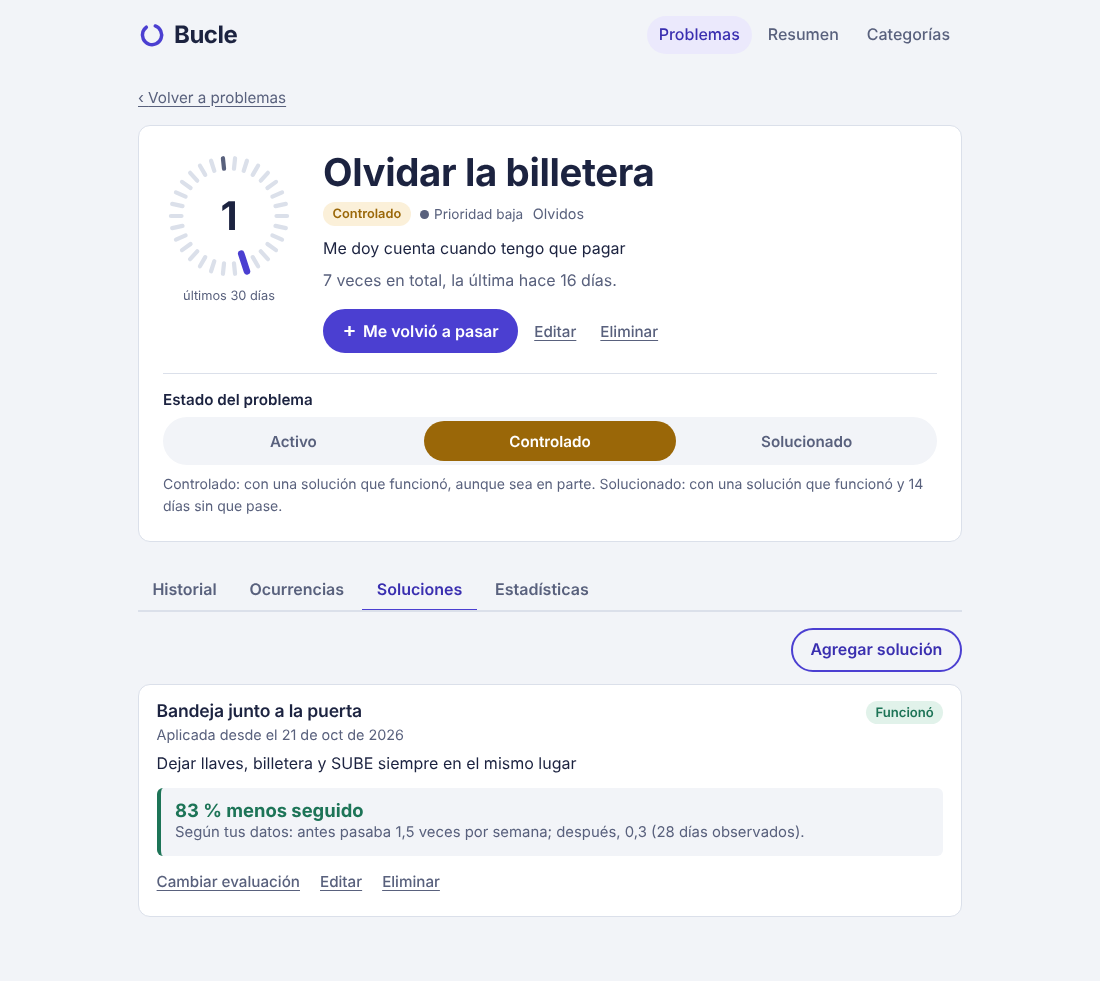 Bucle
Problemas Resumen Categorías
‹ Volver a problemas
1
últimos 30 días
Olvidar la billetera
Controlado Prioridad baja Olvidos
Me doy cuenta cuando tengo que pagar
7 veces en total, la última hace 16 días.
+ Me volvió a pasar Editar Eliminar
Estado del problema
Activo Controlado Solucionado
Controlado: con una solución que funcionó, aunque sea en parte. Solucionado: con una solución que funcionó y 14
días sin que pase.
Historial Ocurrencias Soluciones Estadísticas
Agregar solución
Bandeja junto a la puerta Funcionó
Aplicada desde el 21 de oct de 2026
Dejar llaves, billetera y SUBE siempre en el mismo lugar
83 % menos seguido
Según tus datos: antes pasaba 1,5 veces por semana; después, 0,3 (28 días observados).
Cambiar evaluación Editar Eliminar